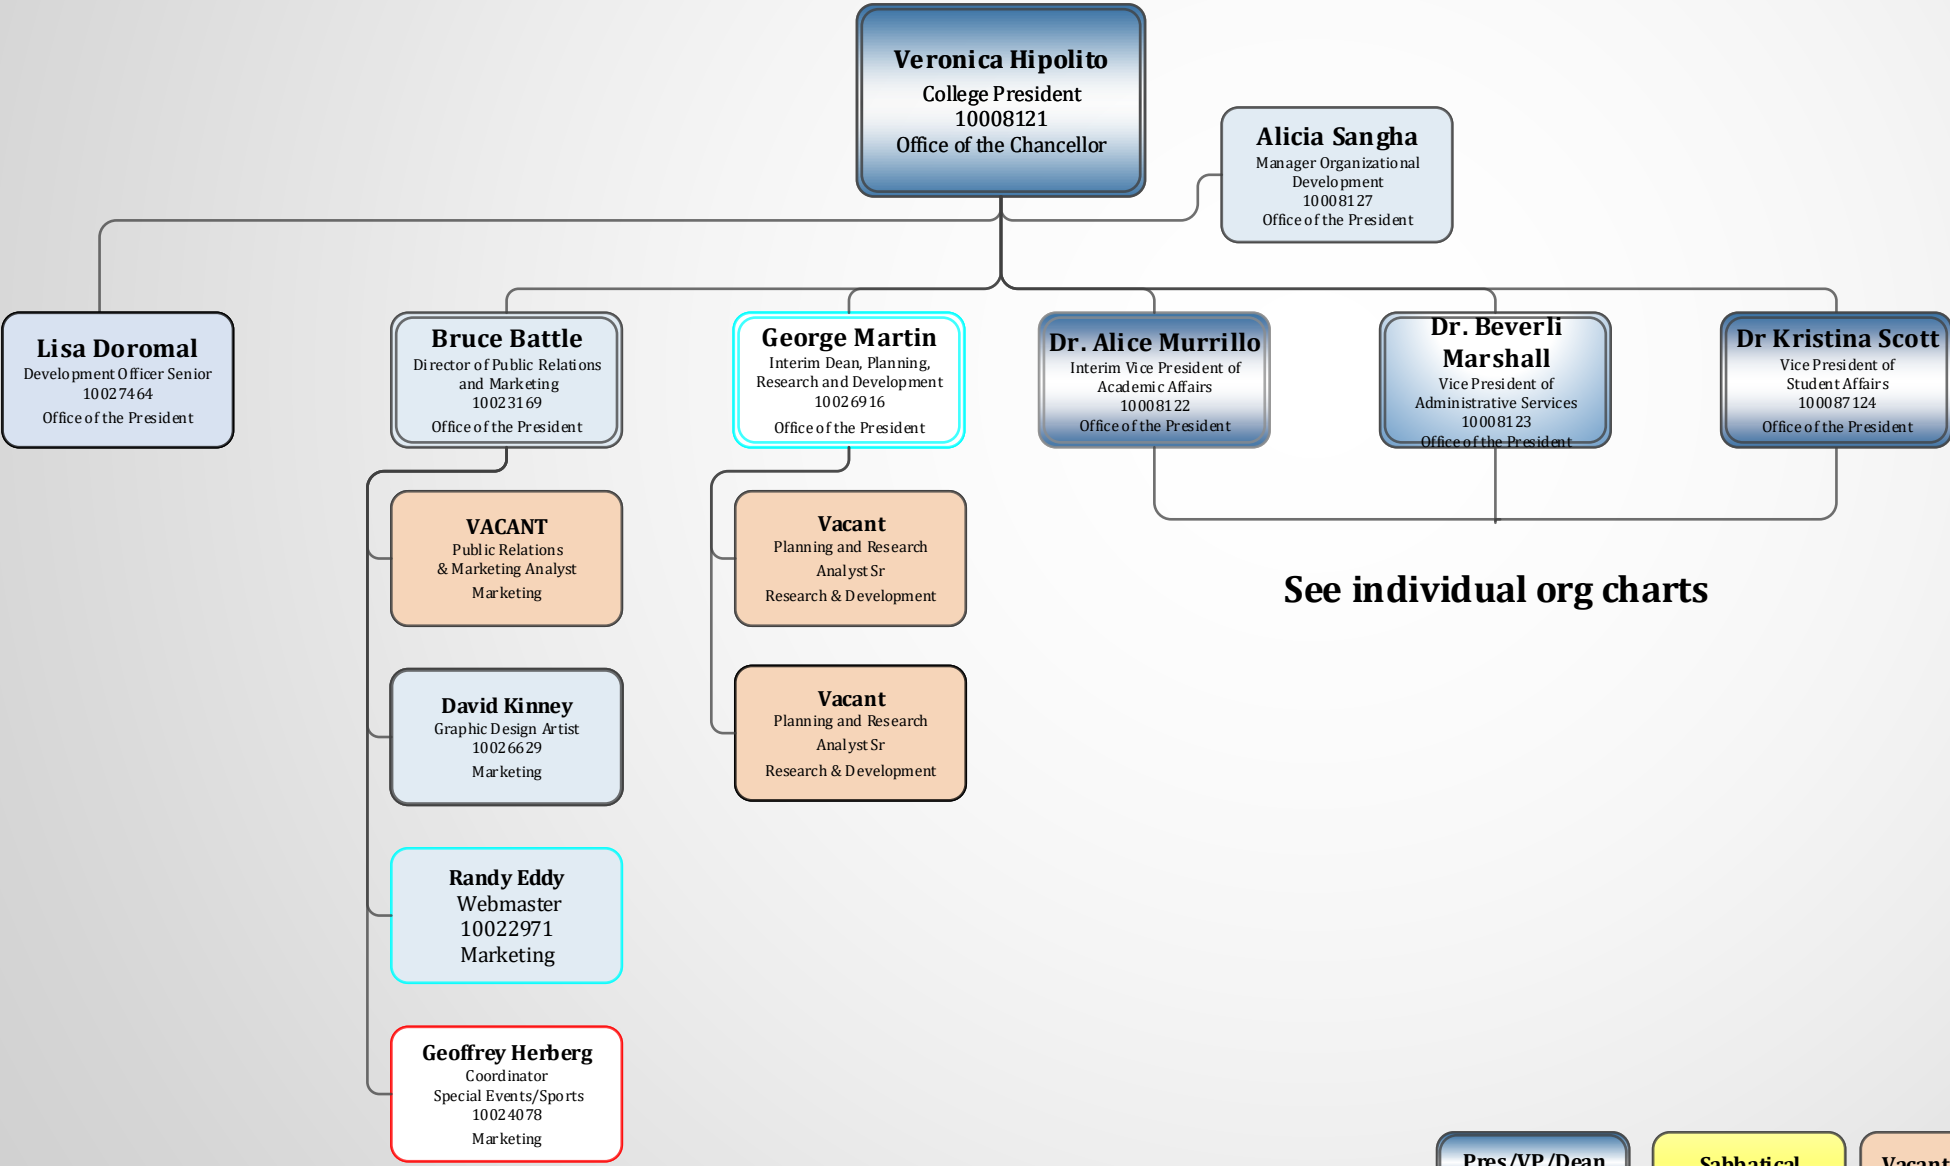 Veronica Hipolito
College President
10008121
Office of the Chancellor
Alicia Sangha
Manager Organizational
Development
10008127
Office of the President
Lisa Doromal
Development Officer Senior
10027464
Office of the President
Bruce Battle
Director of Public Relations
and Marketing
10023169
Office of the President
George Martin
Interim Dean, Planning,
Research and Development
10026916
Office of the President
Dr. Alice Murrillo
Interim Vice President of
Academic Affairs
10008122
Office of the President
Dr. Beverli
Marshall
Vice President of
Administrative Services
10008123
Office of the President
Dr Kristina Scott
Vice President of
Student Affairs
100087124
Office of the President
VACANT
Public Relations
& Marketing Analyst
Marketing
David Kinney
Graphic Design Artist
10026629
Marketing
Randy Eddy
Webmaster
10022971
Marketing
Geoffrey Herberg
Coordinator
Special Events/Sports
10024078
Marketing
Vacant
Planning and Research
Analyst Sr
Research & Development
Vacant
Planning and Research
Analyst Sr
Research & Development
See individual org charts
Pres/VP/Dean
Sabbatical
Vacant